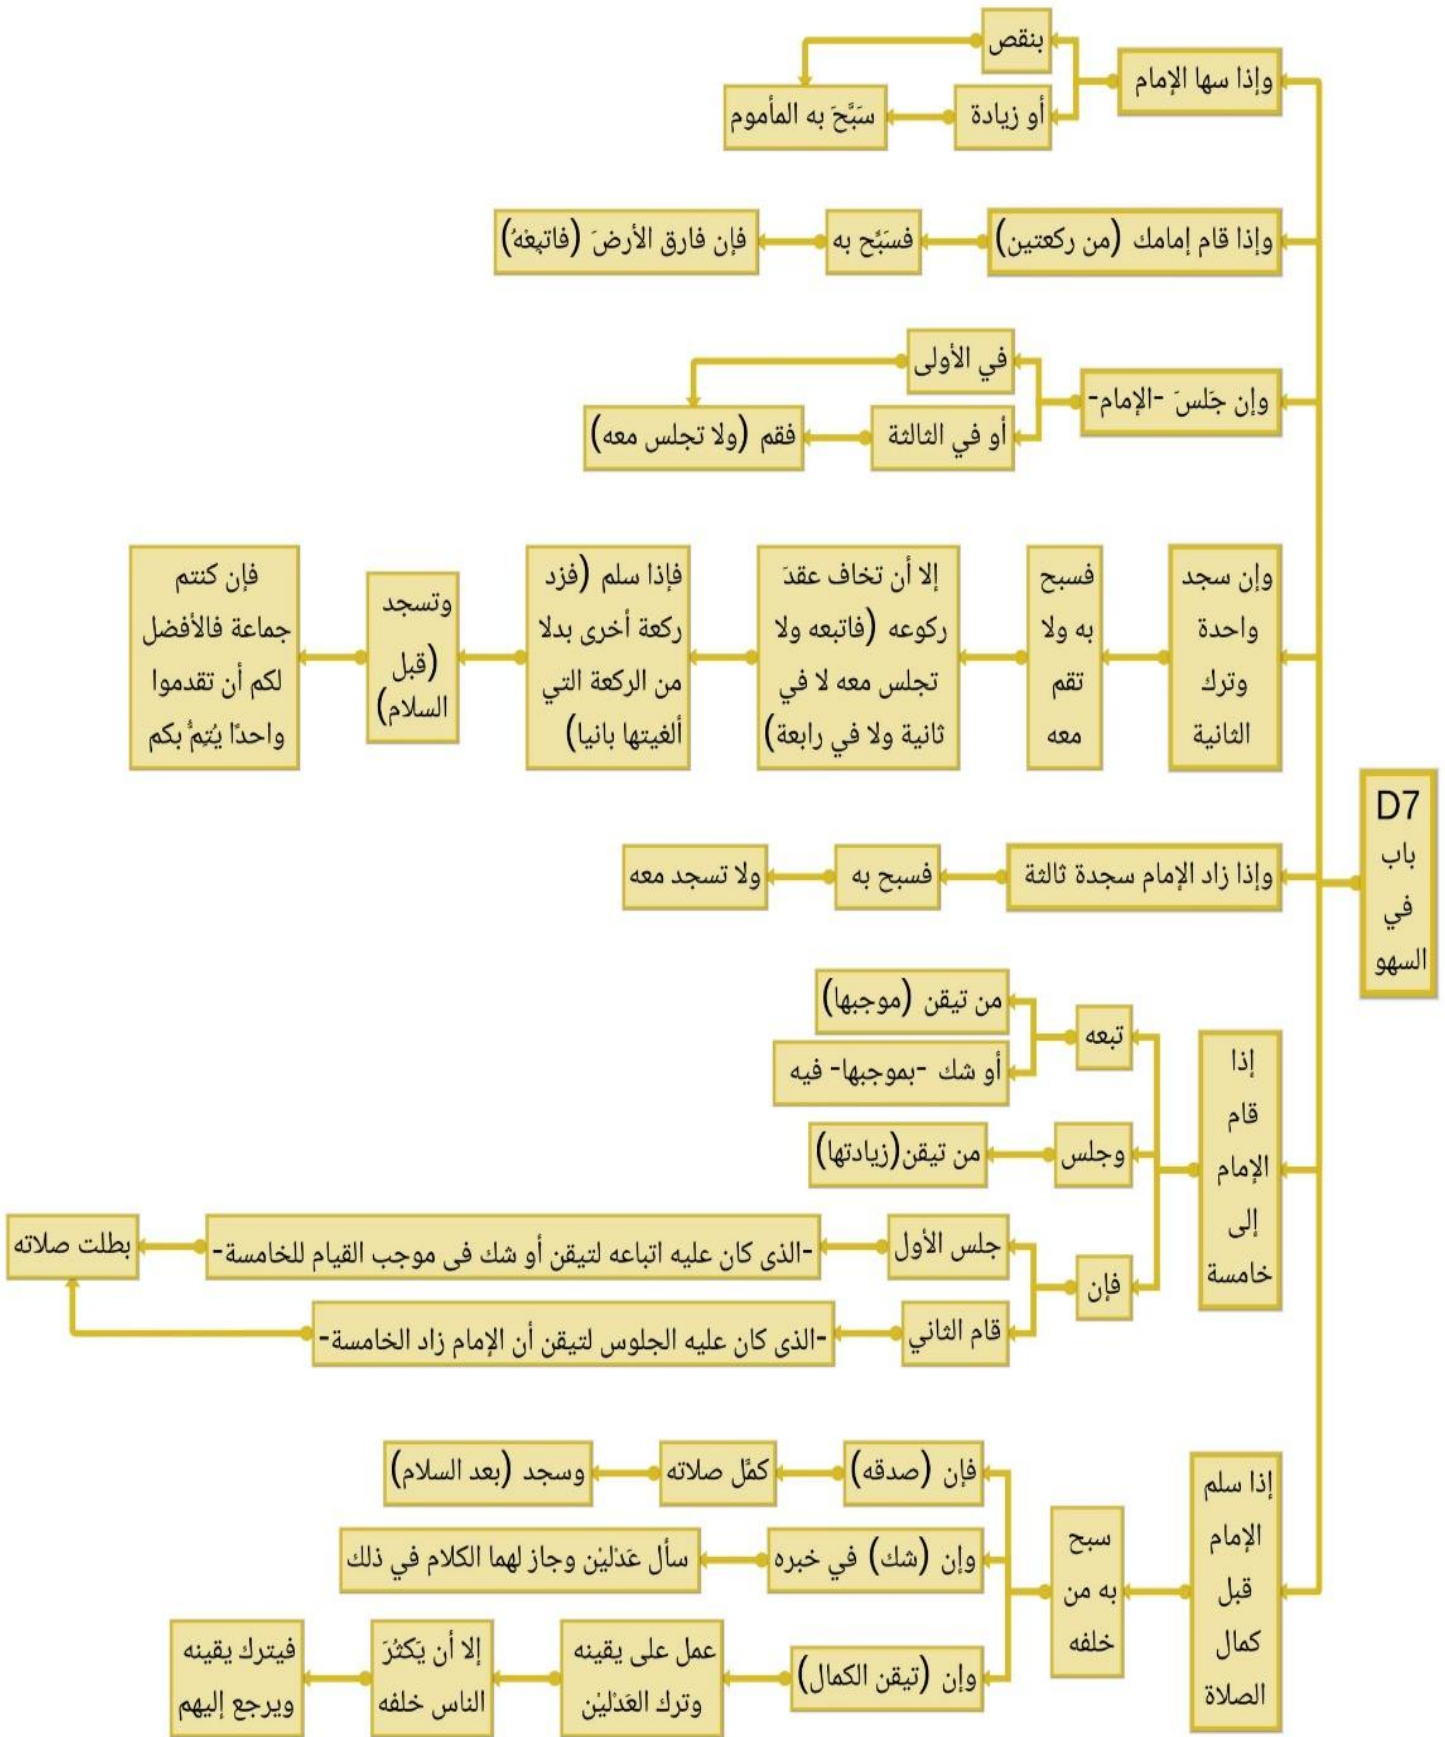 D7
باب
في
السهو
وإذا سها الإمام
بنقص
أو زيادة
سَبَّحَ به المأموم
وإذا قام إمامك (من ركعتين)
فسَبَّح به
فإن فارق الأرضَ (فاتبِعْهُ)
وإن جَلسَ -الإمام-
في الأولى
أو في الثالثة
فقم (ولا تجلس معه)
وإن سجد
واحدة
وترك
الثانية
فسبح
به ولا
تقم
معه
إلا أن تخاف عقدَ
ركوعه (فاتبعه ولا
تجلس معه لا في
ثانية ولا في رابعة)
فإذا سلم (فزد
ركعة أخرى بدلا
من الركعة التي
ألغيتها بانيا)
وتسجد
(قبل
السلام)
فإن كنتم
جماعة فالأفضل
لكم أن تقدموا
واحدًا يُتِمُّ بكم
وإذا زاد الإمام سجدة ثالثة
فسبح به
ولا تسجد معه
إذا
قام
الإمام
إلى
خامسة
تبعه
من تيقن (موجبها)
أو شك -بموجبها- فيه
وجلس
من تيقن(زيادتها)
فإن
جلس الأول
-الذى كان عليه اتباعه لتيقن أو شك فى موجب القيام للخامسة-
بطلت صلاته
قام الثاني
-الذى كان عليه الجلوس لتيقن أن الإمام زاد الخامسة-
إذا سلم
الإمام
قبل
كمال
الصلاة
سبح
به من
خلفه
فإن (صدقه)
كمَّل صلاته
وسجد (بعد السلام)
وإن (شك) في خبره
سأل عَدْليْن وجاز لهما الكلام في ذلك
وإن (تيقن الكمال)
عمل على يقينه
وترك العَدْليْن
إلا أن يَكثُرَ
الناس خلفه
فيترك يقينه
ويرجع إليهم